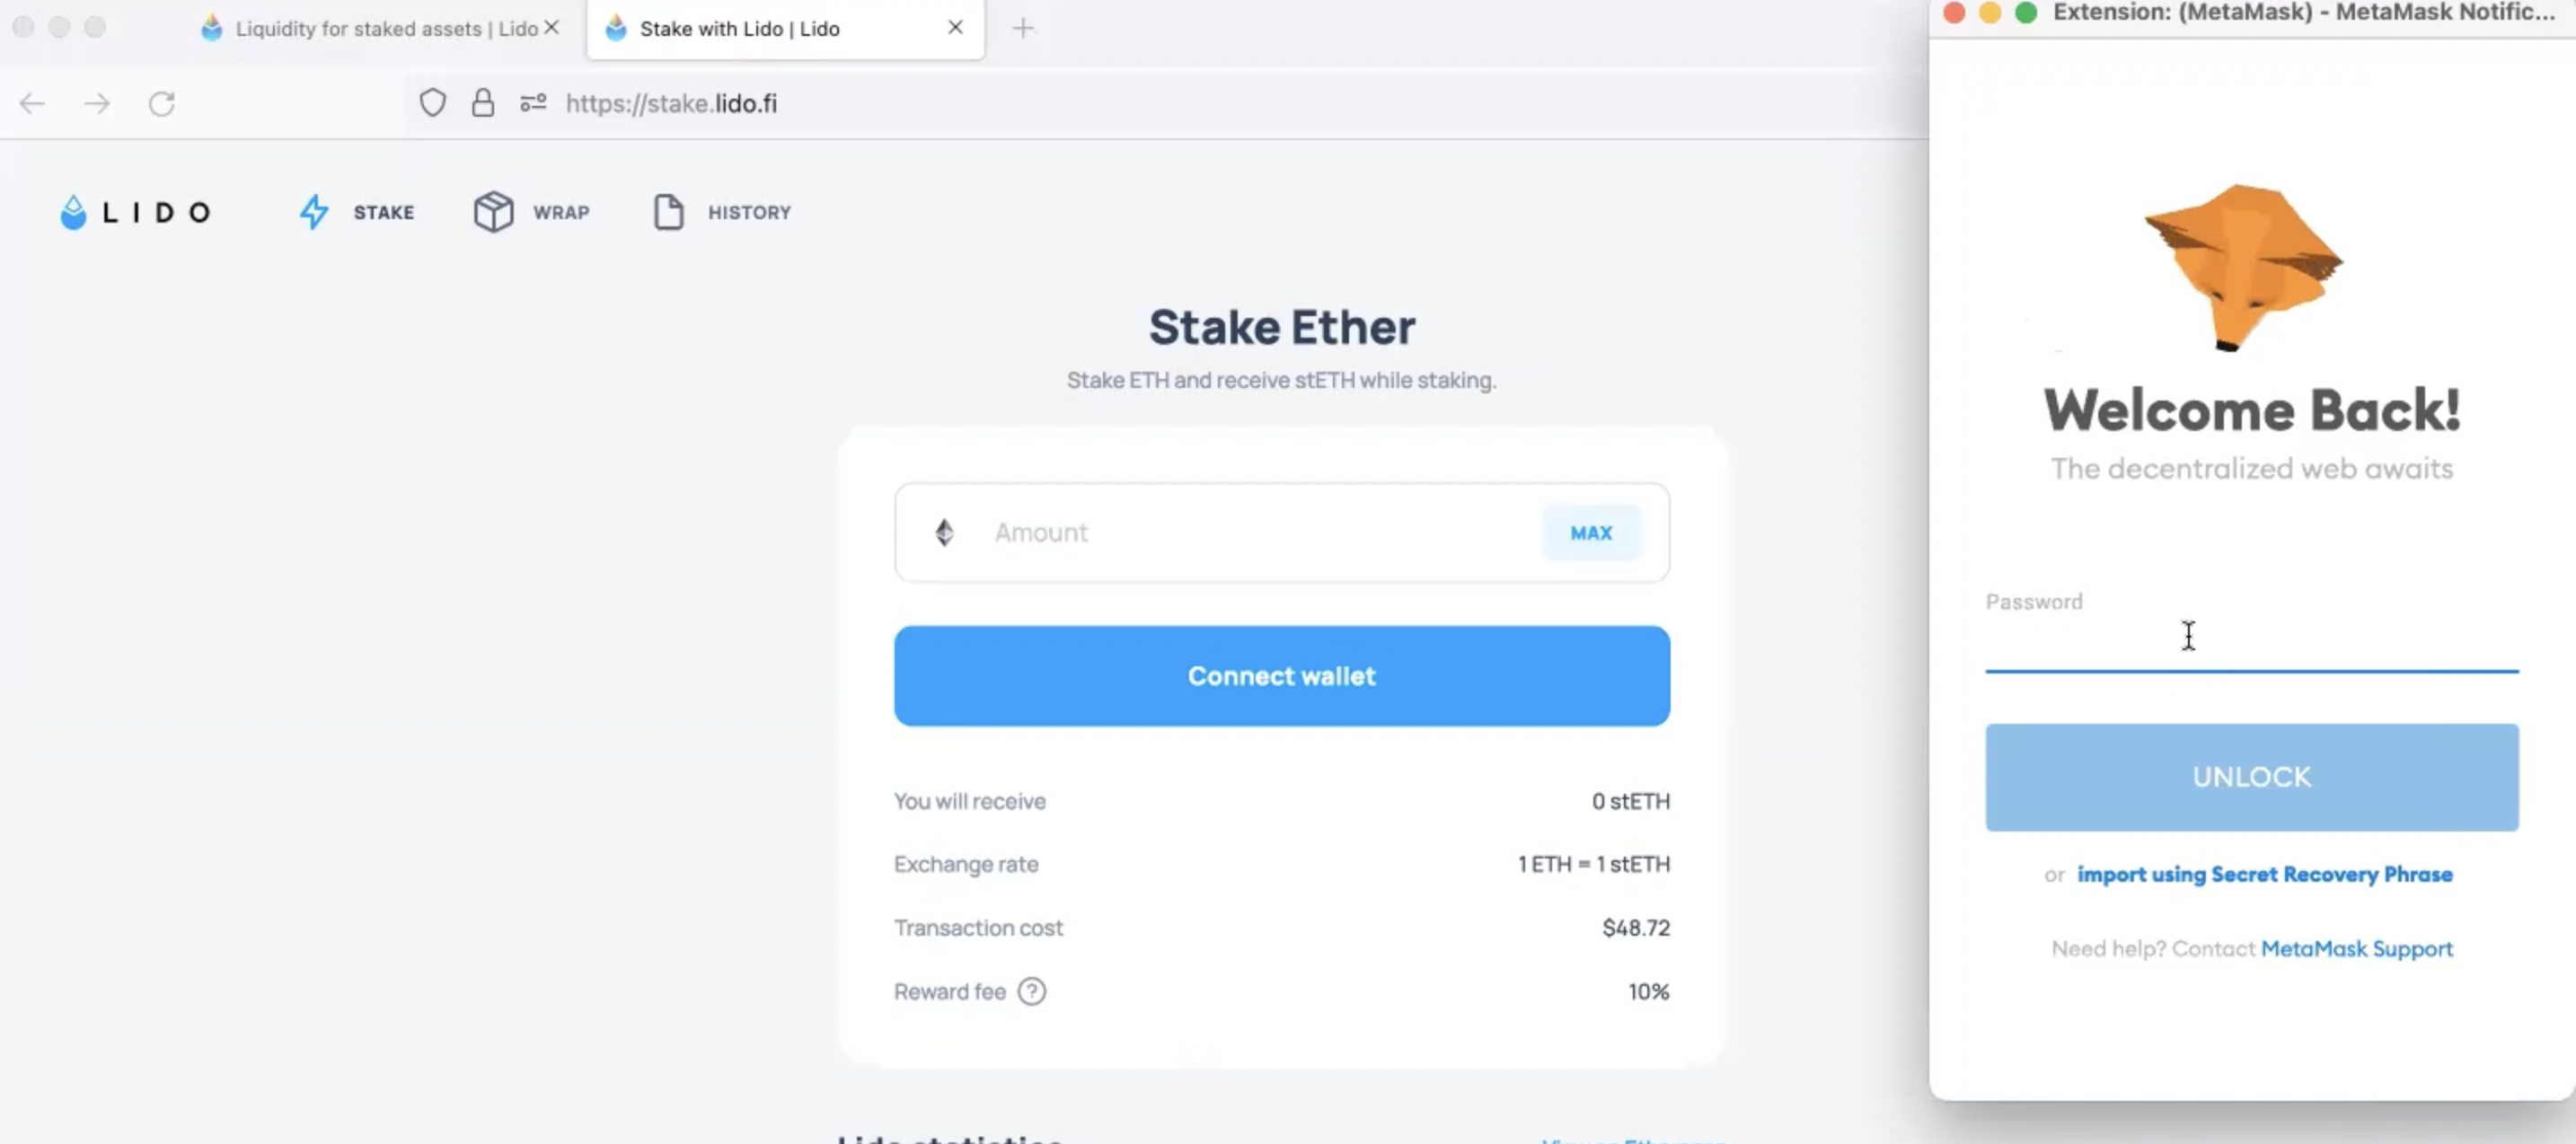 Liquidity for staked assets | Lido
Stake with Lido | Lido
https://stake.lido.fi
LIDO
STAKE
WRAP
HISTORY
Stake Ether
Stake ETH and receive stETH while staking.
Amount
MAX
Connect wallet
You will receive 0 stETH
Exchange rate 1 ETH = 1 stETH
Transaction cost $48.72
Reward fee ? 10%
Lido statistics
Extension: (MetaMask) - MetaMask Notific...
Welcome Back!
The decentralized web awaits
Password
UNLOCK
or import using Secret Recovery Phrase
Need help? Contact MetaMask Support